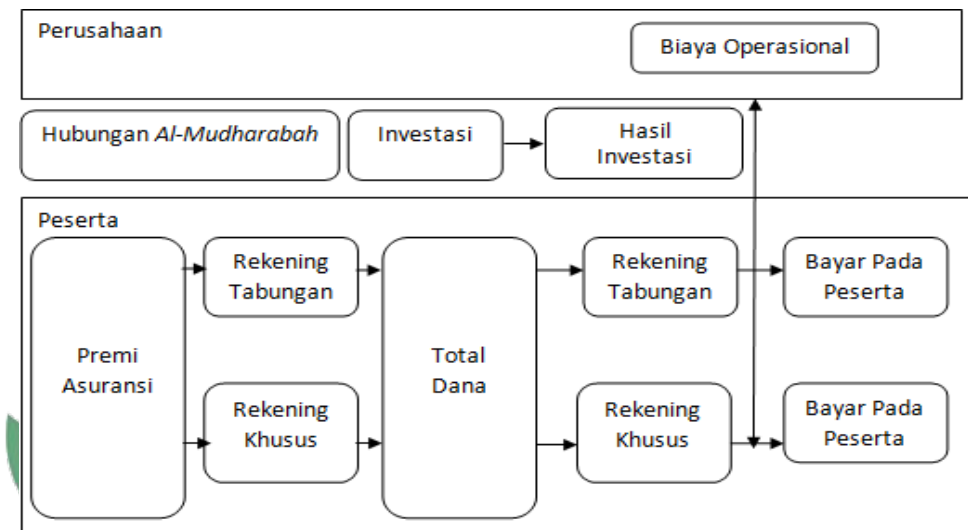 Perusahaan
Biaya Operasional
Hubungan Al-Mudharabah
Investasi
Hasil
Investasi
Peserta
Premi
Asuransi
Rekening
Tabungan
Rekening
Khusus
Total
Dana
Rekening
Tabungan
Rekening
Khusus
Bayar Pada
Peserta
Bayar Pada
Peserta